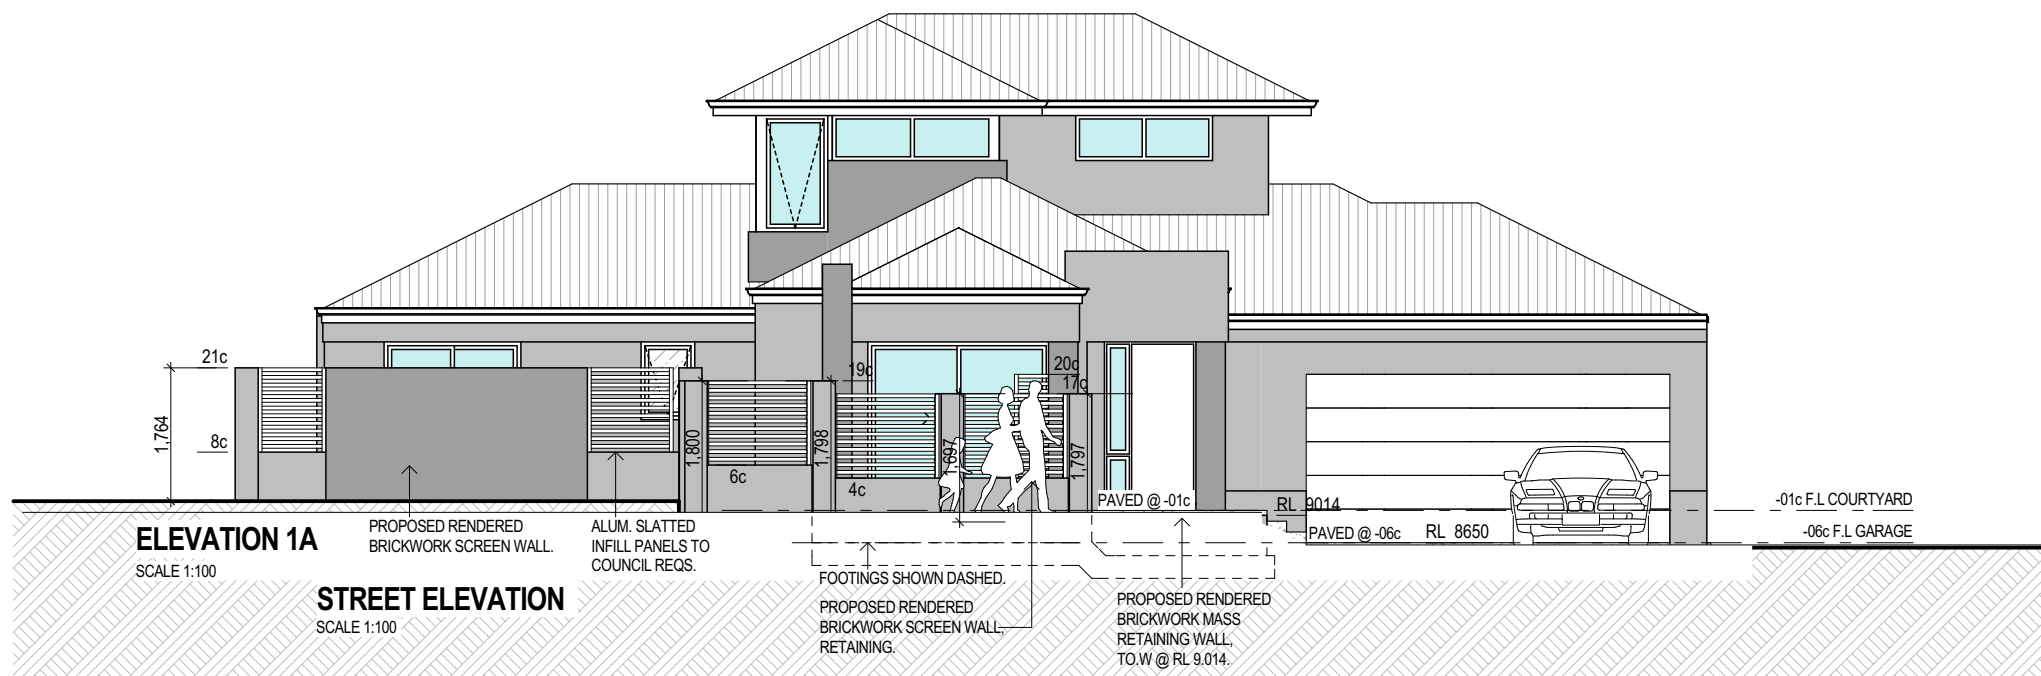 21c
1,764
8c
1,800
6c
1,798
19c
4c
1,697
20c
17c
1,797
PAVED @ -01c
RL 9014
PAVED @ -06c RL 8650
-01c F.L COURTYARD
-06c F.L GARAGE
ELEVATION 1A
SCALE 1:100
PROPOSED RENDERED
BRICKWORK SCREEN WALL.
ALUM. SLATTED
INFILL PANELS TO
COUNCIL REQS.
STREET ELEVATION
SCALE 1:100
FOOTINGS SHOWN DASHED.
PROPOSED RENDERED
BRICKWORK SCREEN WALL,
RETAINING.
PROPOSED RENDERED
BRICKWORK MASS
RETAINING WALL,
TO.W @ RL 9.014.